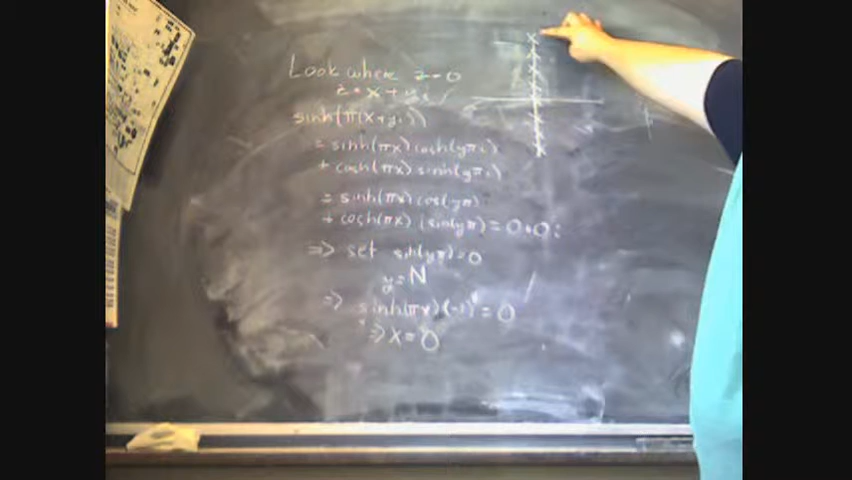 Look where z=0
z = x + yi
sinh(π(x+yi))
= sinh(πx) cosh(yπi)
+ cosh(πx) sinh(yπi)
= sinh(πx) cos(yπ)
+ cosh(πx) i sin(yπ) = 0+0i
=> set sin(yπ)=0
y=N
=> sinh(πx)(-1) = 0
=> x = 0